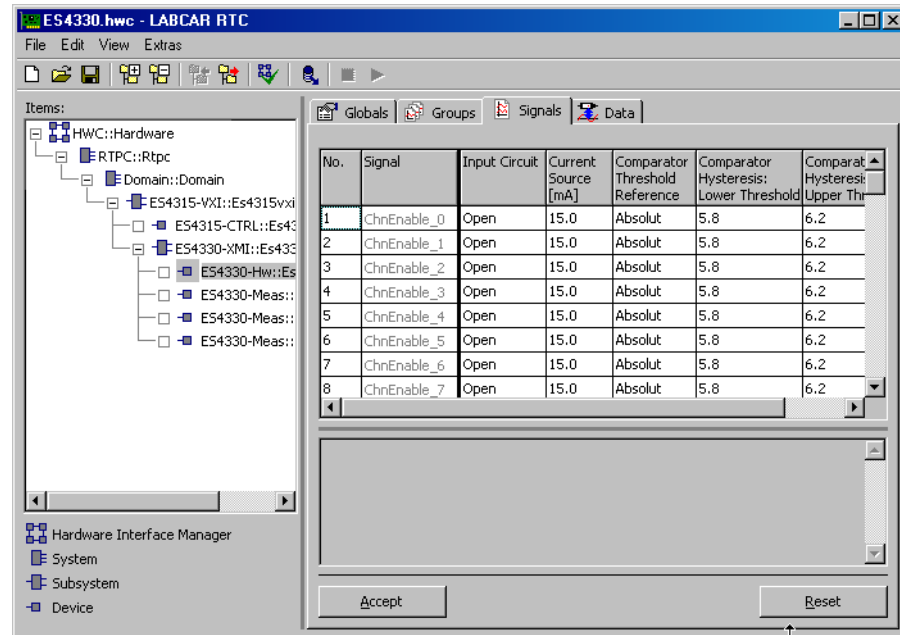 ES4330.hwc - LABCAR RTC
File Edit View Extras
Items:
HWC::Hardware
RTPC::Rtpc
Domain::Domain
ES4315-VXI::Es4315vxi
ES4315-CTRL::Es43
ES4330-XMI::Es433
ES4330-Hw::Es
ES4330-Meas::
ES4330-Meas::
ES4330-Meas::
Hardware Interface Manager
System
Subsystem
Device
Globals Groups Signals Data
No. Signal Input Circuit Current Source [mA] Comparator Threshold Reference Comparator Hysteresis: Lower Threshold Comparat Hysteresis Upper Thr
1 ChnEnable_0 Open 15.0 Absolut 5.8 6.2
2 ChnEnable_1 Open 15.0 Absolut 5.8 6.2
3 ChnEnable_2 Open 15.0 Absolut 5.8 6.2
4 ChnEnable_3 Open 15.0 Absolut 5.8 6.2
5 ChnEnable_4 Open 15.0 Absolut 5.8 6.2
6 ChnEnable_5 Open 15.0 Absolut 5.8 6.2
7 ChnEnable_6 Open 15.0 Absolut 5.8 6.2
8 ChnEnable_7 Open 15.0 Absolut 5.8 6.2
Accept Reset